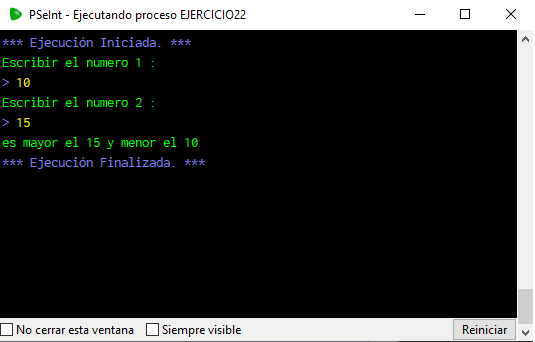 PSeInt - Ejecutando proceso EJERCICIO22
*** Ejecución Iniciada. ***
Escribir el numero 1 :
> 10
Escribir el numero 2 :
> 15
es mayor el 15 y menor el 10
*** Ejecución Finalizada. ***
No cerrar esta ventana Siempre visible Reiniciar